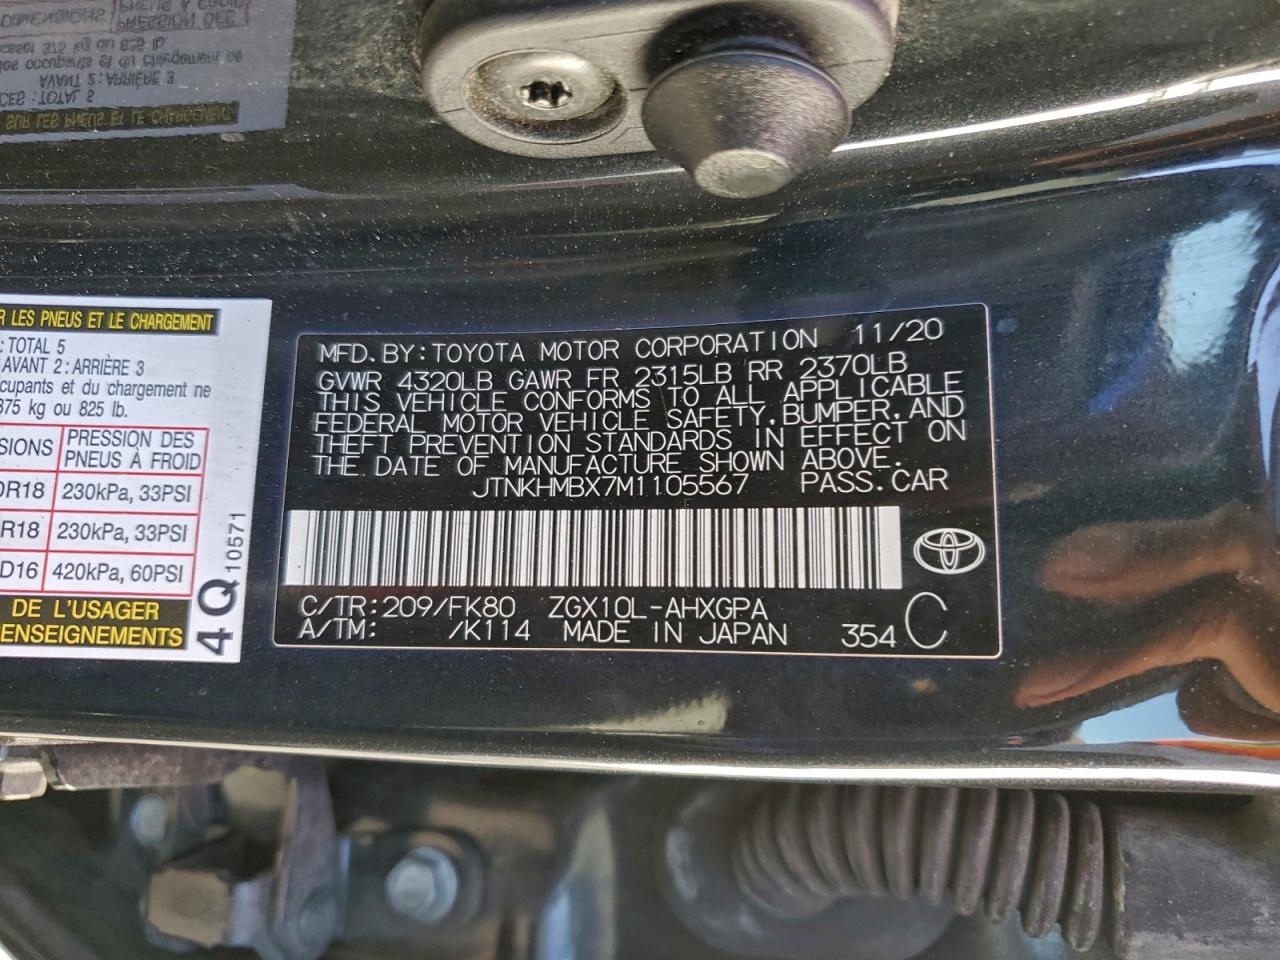 R LES PNEUS ET LE CHARGEMENT
: TOTAL 5
AVANT 2 : ARRIÈRE 3
cupants et du chargement ne
375 kg ou 825 lb.
SIONS PRESSION DES PNEUS À FROID
0R18 230kPa, 33PSI
R18 230kPa, 33PSI
D16 420kPa, 60PSI
DE L'USAGER
RENSEIGNEMENTS
4Q 10571
MFD. BY: TOYOTA MOTOR CORPORATION 11/20
GVWR 4320LB GAWR FR 2315LB RR 2370LB
THIS VEHICLE CONFORMS TO ALL APPLICABLE
FEDERAL MOTOR VEHICLE SAFETY, BUMPER, AND
THEFT PREVENTION STANDARDS IN EFFECT ON
THE DATE OF MANUFACTURE SHOWN ABOVE.
JTNKHMBX7M1105567 PASS. CAR
C/TR: 209/FK80 ZGX10L-AHXGPA
A/TM: /K114 MADE IN JAPAN 354 C